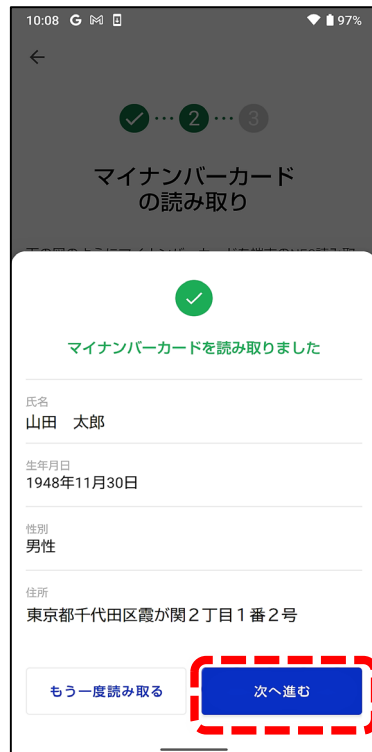 10:08 G 97%
2 3
マイナンバーカード
の読み取り
マイナンバーカードを読み取りました
氏名
山田　太郎
生年月日
1948年11月30日
性別
男性
住所
東京都千代田区霞が関２丁目１番２号
もう一度読み取る 次へ進む